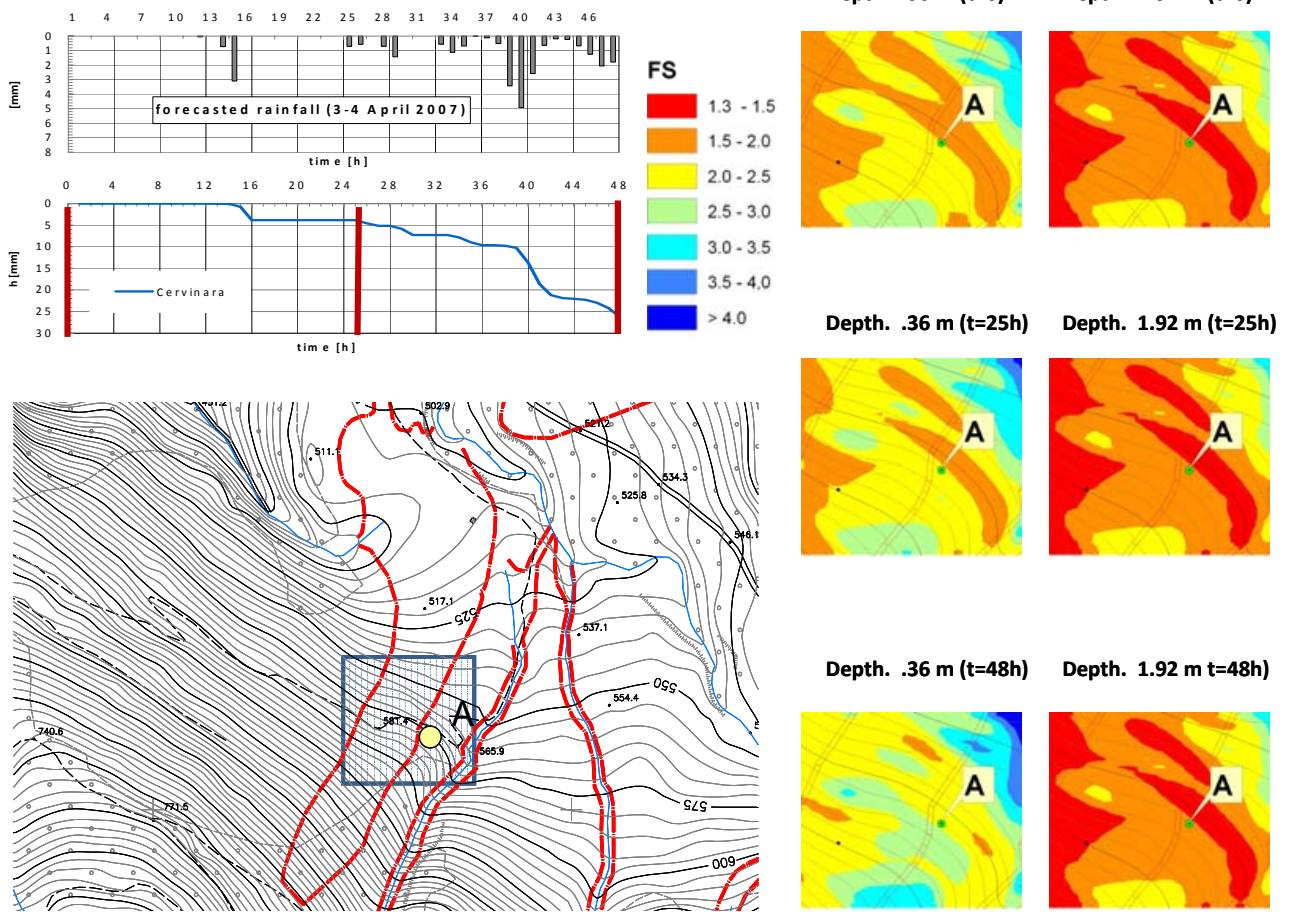 1 4 7 10 13 16 19 22 25 28 31 34 37 40 43 46
0
1
2
3
4
5
6
7
8
[mm]
forecasted rainfall (3-4 April 2007)
time [h]
0 4 8 12 16 20 24 28 32 36 40 44 48
0
5
10
15
20
25
30
h [mm]
Cervinara
time [h]
FS
1.3 - 1.5
1.5 - 2.0
2.0 - 2.5
2.5 - 3.0
3.0 - 3.5
3.5 - 4,0
> 4.0
A
A
Depth. .36 m (t=25h)
Depth. 1.92 m (t=25h)
A
A
Depth. .36 m (t=48h)
Depth. 1.92 m t=48h)
A
A
502.9
521.2
511.1
534.3
525.8
546.1
517.1
525
537.1
550
554.4
A
581.4
565.9
740.6
771.5
575
600